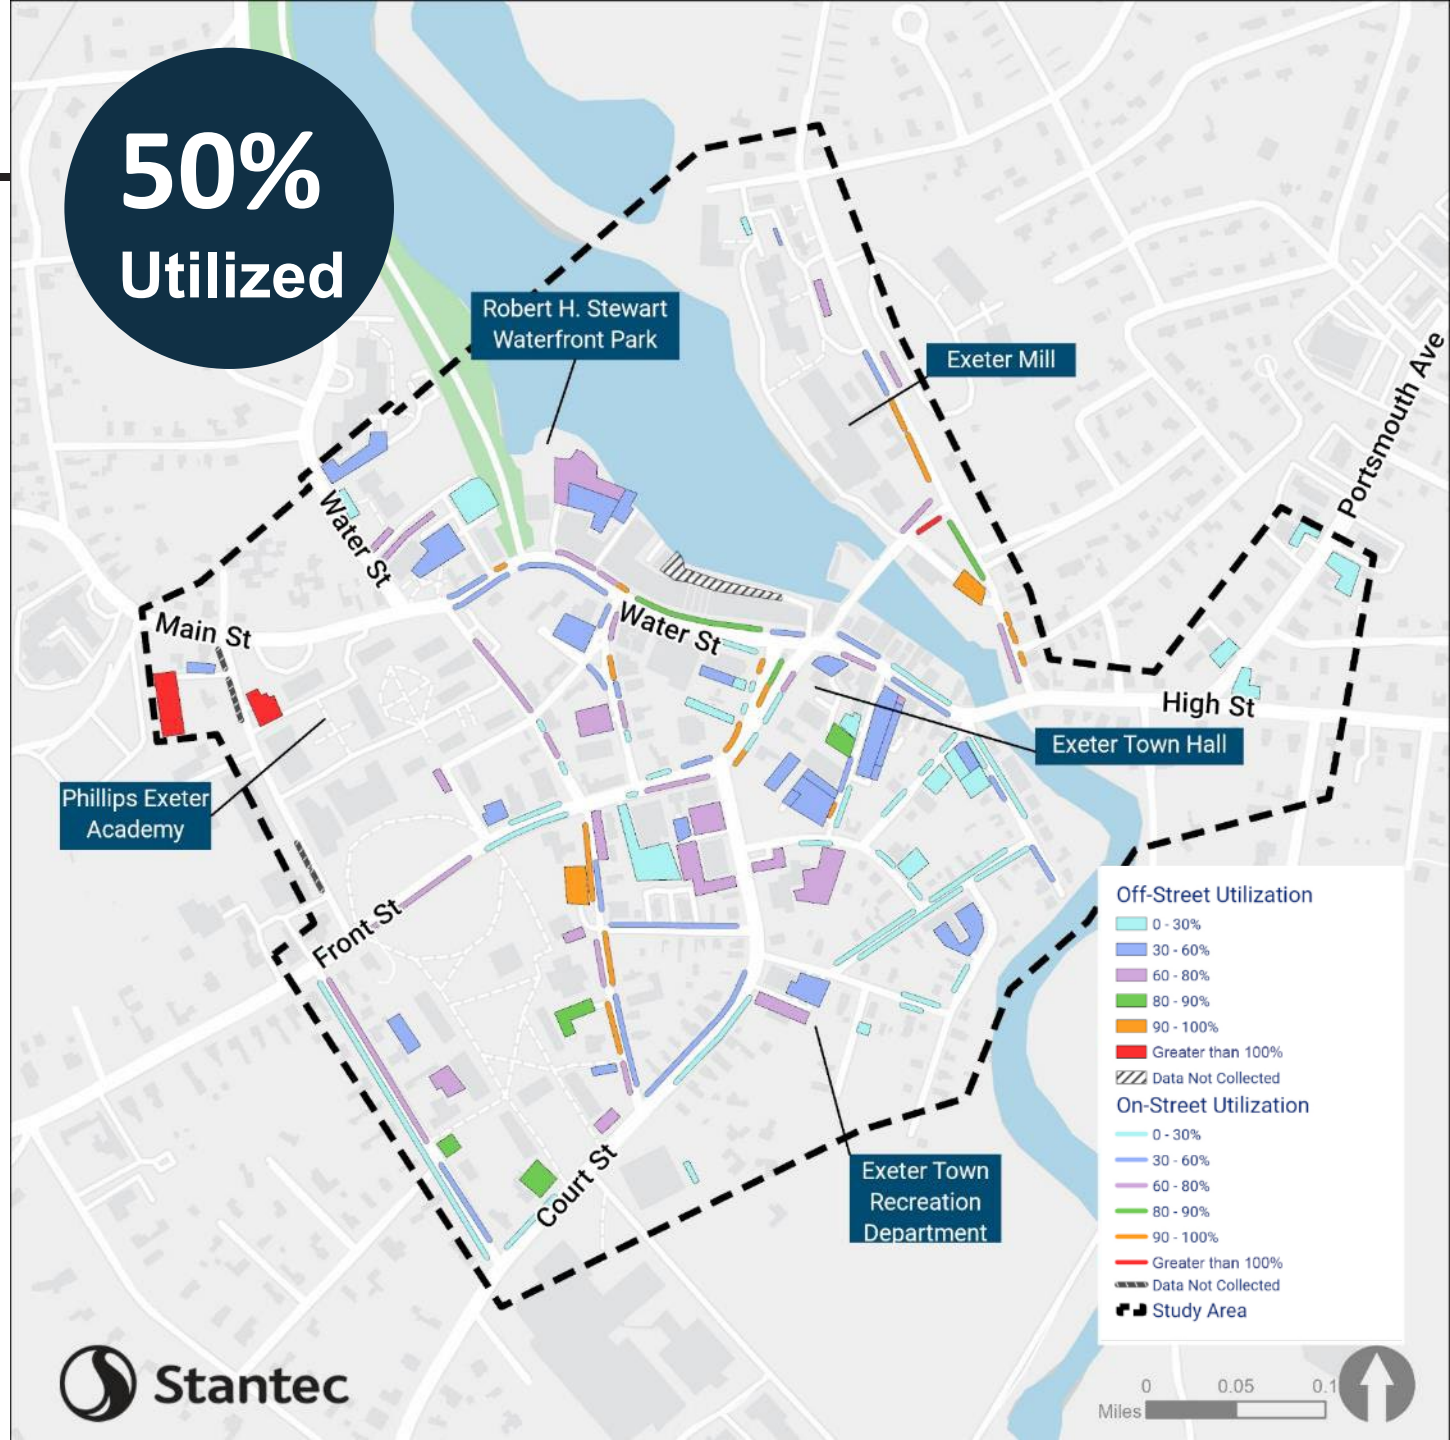 50%
Utilized
Robert H. Stewart
Waterfront Park
Exeter Mill
Portsmouth Ave
Water St
Water St
Main St
High St
Exeter Town Hall
Phillips Exeter
Academy
Front St
Court St
Exeter Town
Recreation
Department
Off-Street Utilization
0 - 30%
30 - 60%
60 - 80%
80 - 90%
90 - 100%
Greater than 100%
Data Not Collected
On-Street Utilization
0 - 30%
30 - 60%
60 - 80%
80 - 90%
90 - 100%
Greater than 100%
Data Not Collected
Study Area
Stantec
0 0.05 0.1
Miles